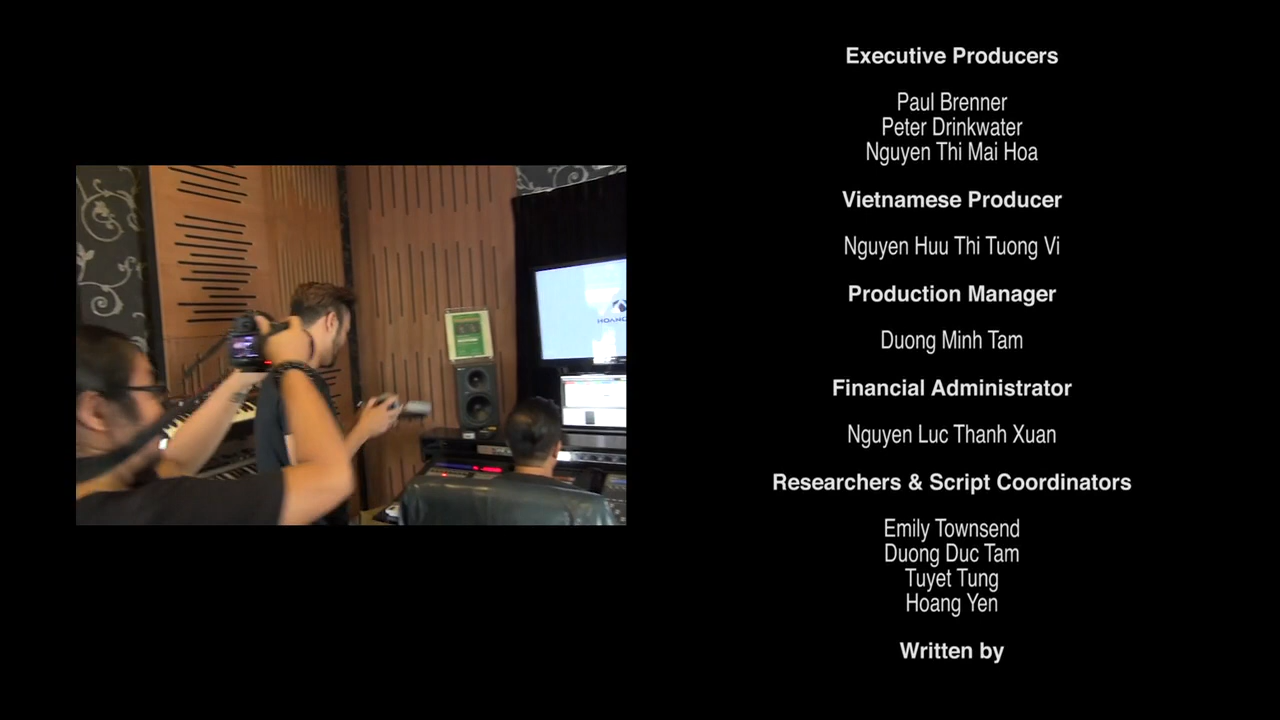 Executive Producers
Paul Brenner
Peter Drinkwater
Nguyen Thi Mai Hoa
Vietnamese Producer
Nguyen Huu Thi Tuong Vi
Production Manager
Duong Minh Tam
Financial Administrator
Nguyen Luc Thanh Xuan
Researchers & Script Coordinators
Emily Townsend
Duong Duc Tam
Tuyet Tung
Hoang Yen
Written by